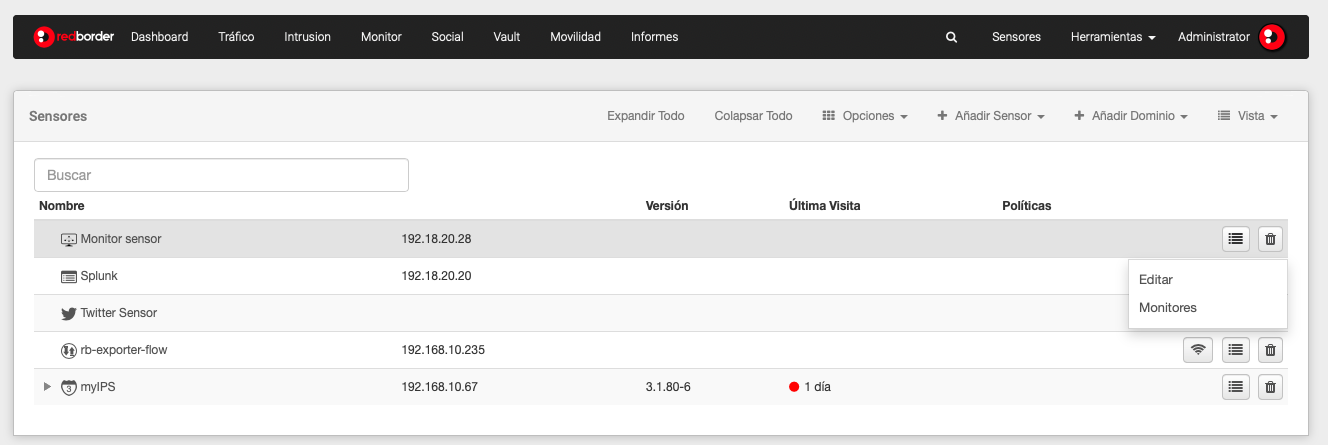 redborder Dashboard Tráfico Intrusion Monitor Social Vault Movilidad Informes Sensores Herramientas Administrator
Sensores Expandir Todo Colapsar Todo Opciones Añadir Sensor Añadir Dominio Vista
Buscar
Nombre Versión Última Visita Políticas
Monitor sensor 192.18.20.28
Splunk 192.18.20.20
Editar
Monitores
Twitter Sensor
rb-exporter-flow 192.168.10.235
3 myIPS 192.168.10.67 3.1.80-6 1 día